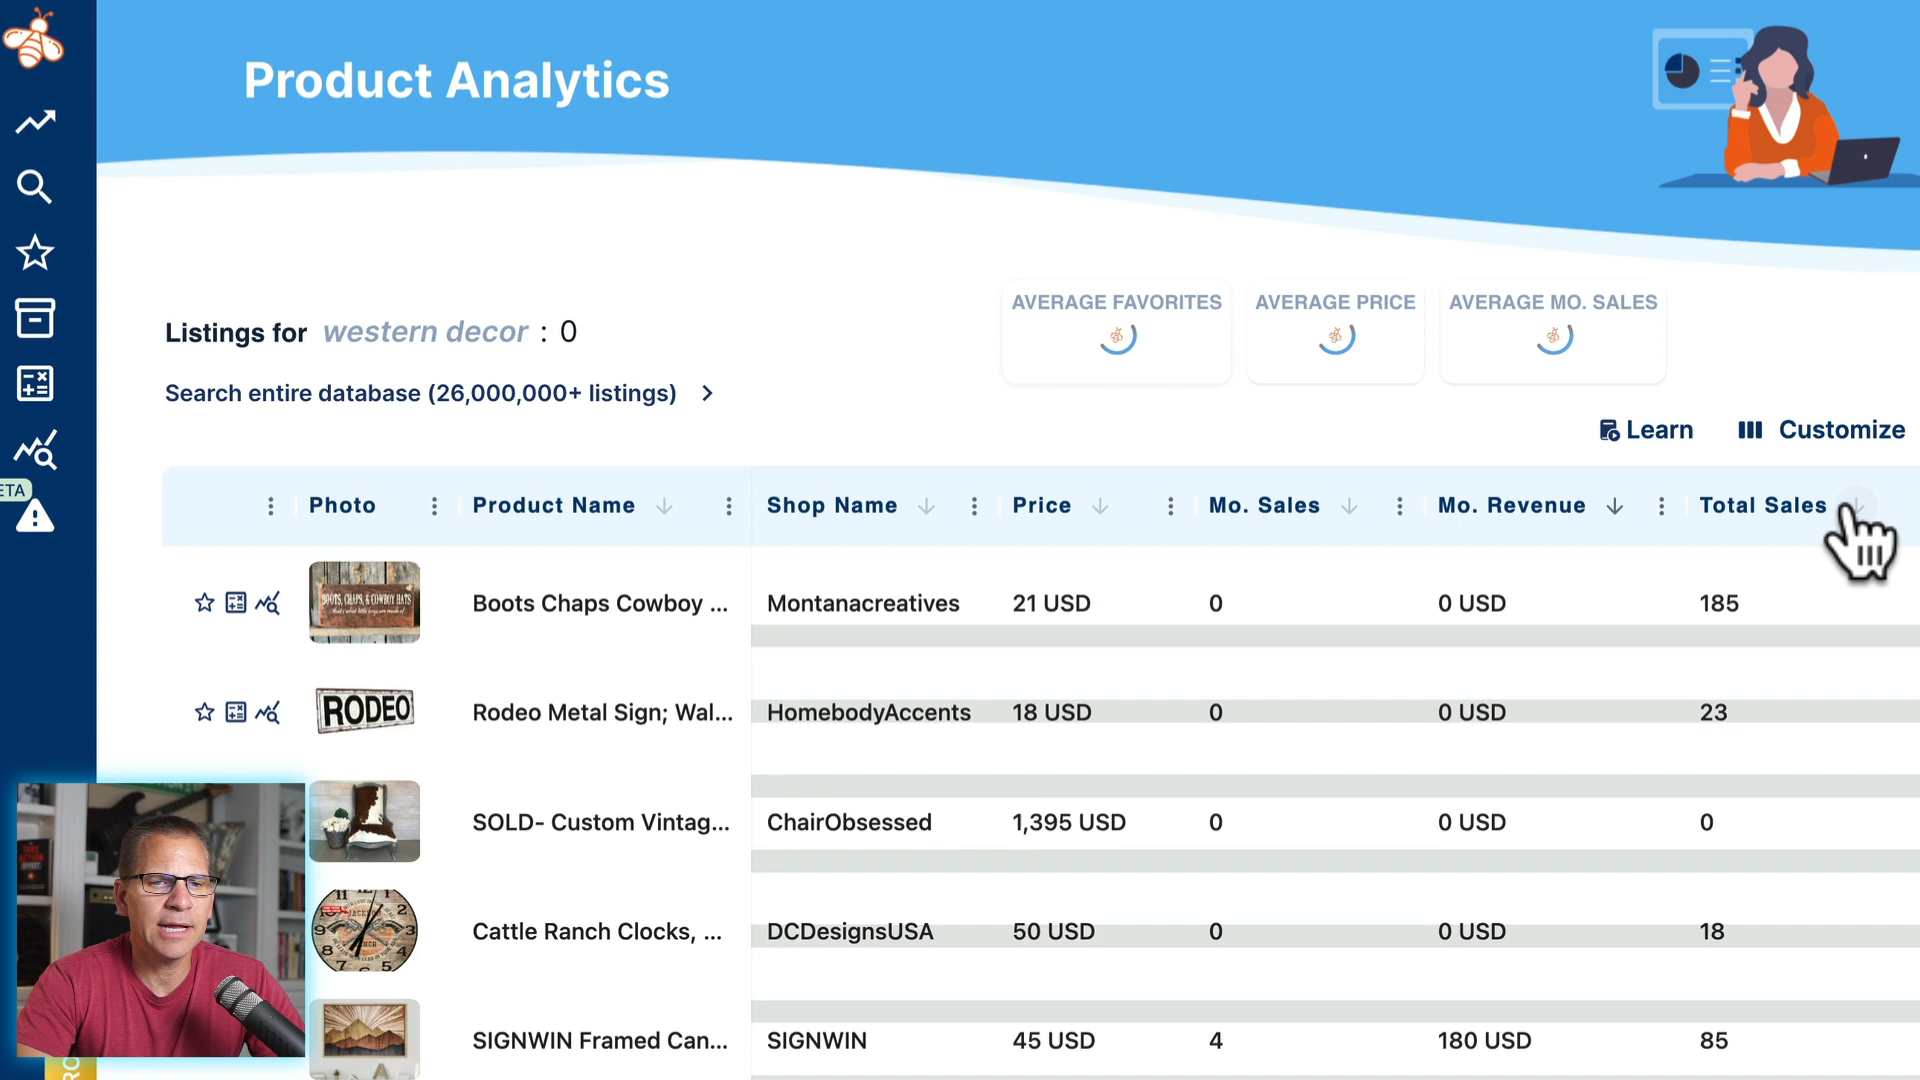 Product Analytics
Listings for western decor : 0
Search entire database (26,000,000+ listings)
AVERAGE FAVORITES
AVERAGE PRICE
AVERAGE MO. SALES
Learn
Customize
ETA
Photo Product Name Shop Name Price Mo. Sales Mo. Revenue Total Sales
BOOTS, CHAPS, & COWBOY HATS
Boots Chaps Cowboy ... Montanacreatives 21 USD 0 0 USD 185
RODEO
Rodeo Metal Sign; Wal... HomebodyAccents 18 USD 0 0 USD 23
SOLD- Custom Vintag... ChairObsessed 1,395 USD 0 0 USD 0
Cattle Ranch Clocks, ... DCDesignsUSA 50 USD 0 0 USD 18
SIGNWIN Framed Can... SIGNWIN 45 USD 4 180 USD 85